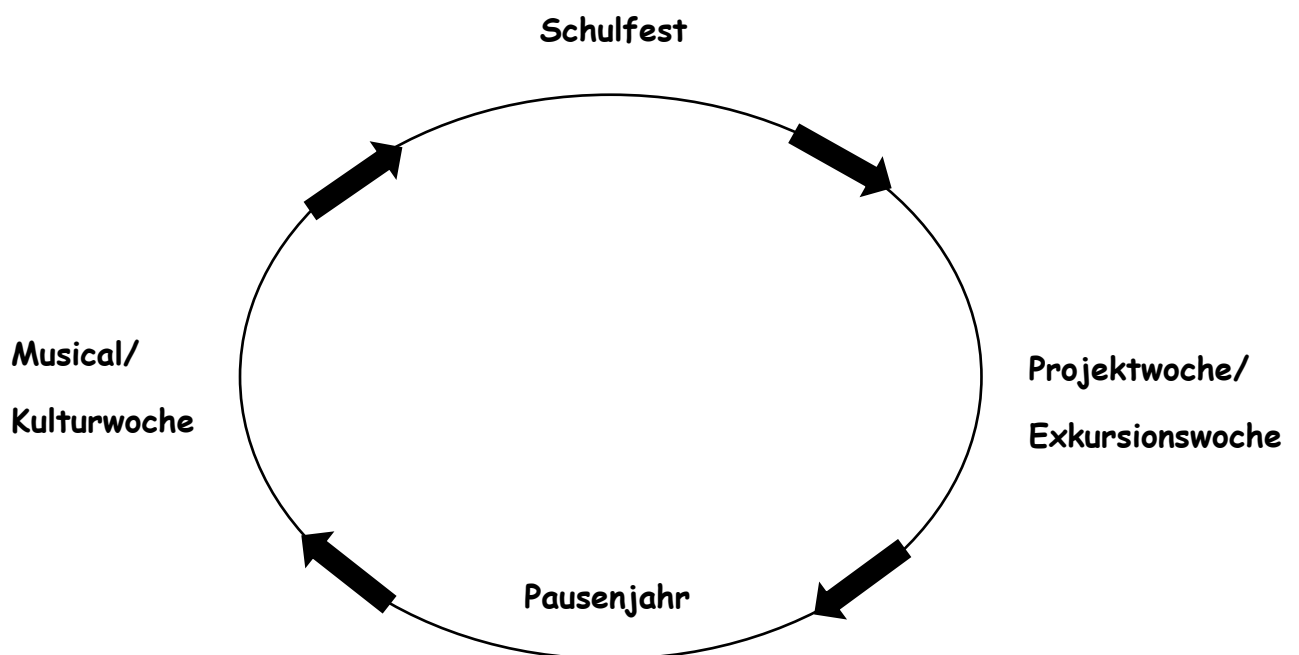 Schulfest
Musical/
Kulturwoche
Projektwoche/
Exkursionswoche
Pausenjahr